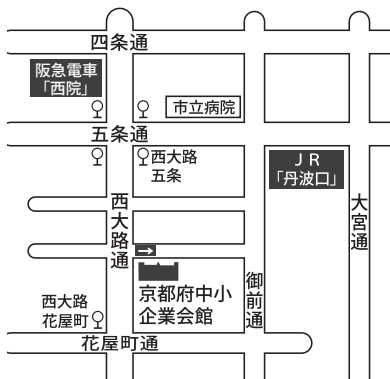 四条通
阪急電車
「西院」
市立病院
五条通
西大路
五条
ＪＲ
「丹波口」
西大路通
大宮通
京都府中小
企業会館
御前通
西大路
花屋町
花屋町通